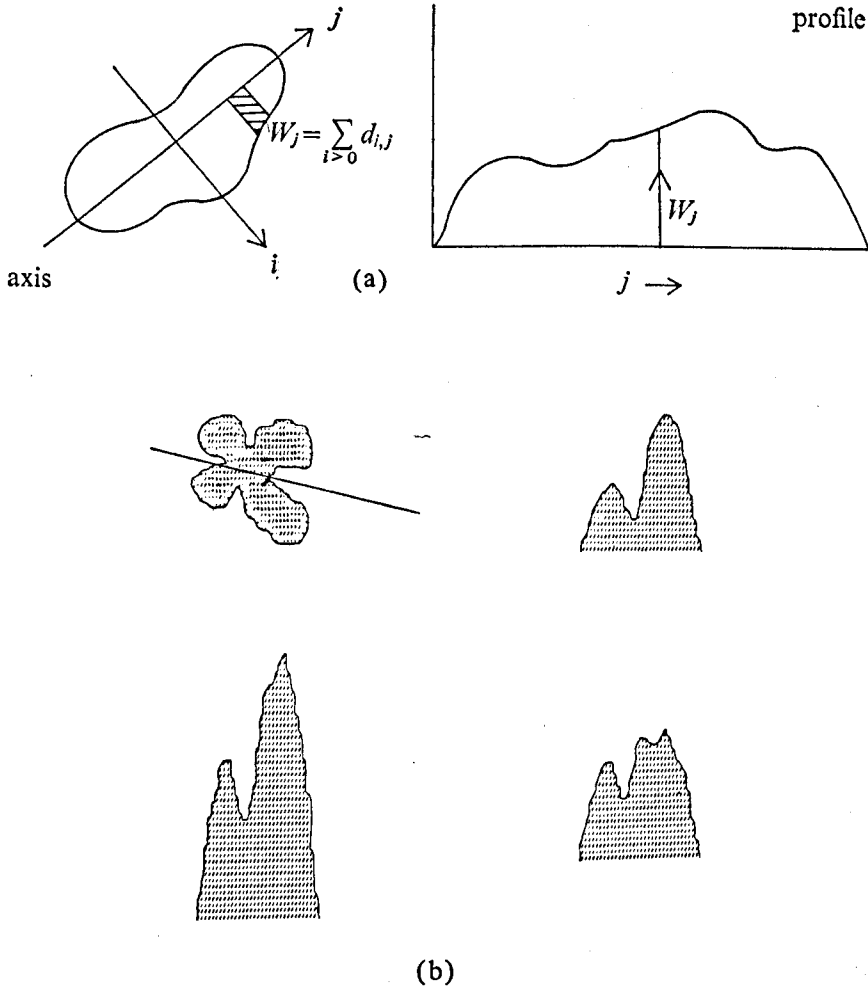 j
profile
W_j = ∑_{i>0} d_{i,j}
W_j
axis
i
(a)
j →
(b)